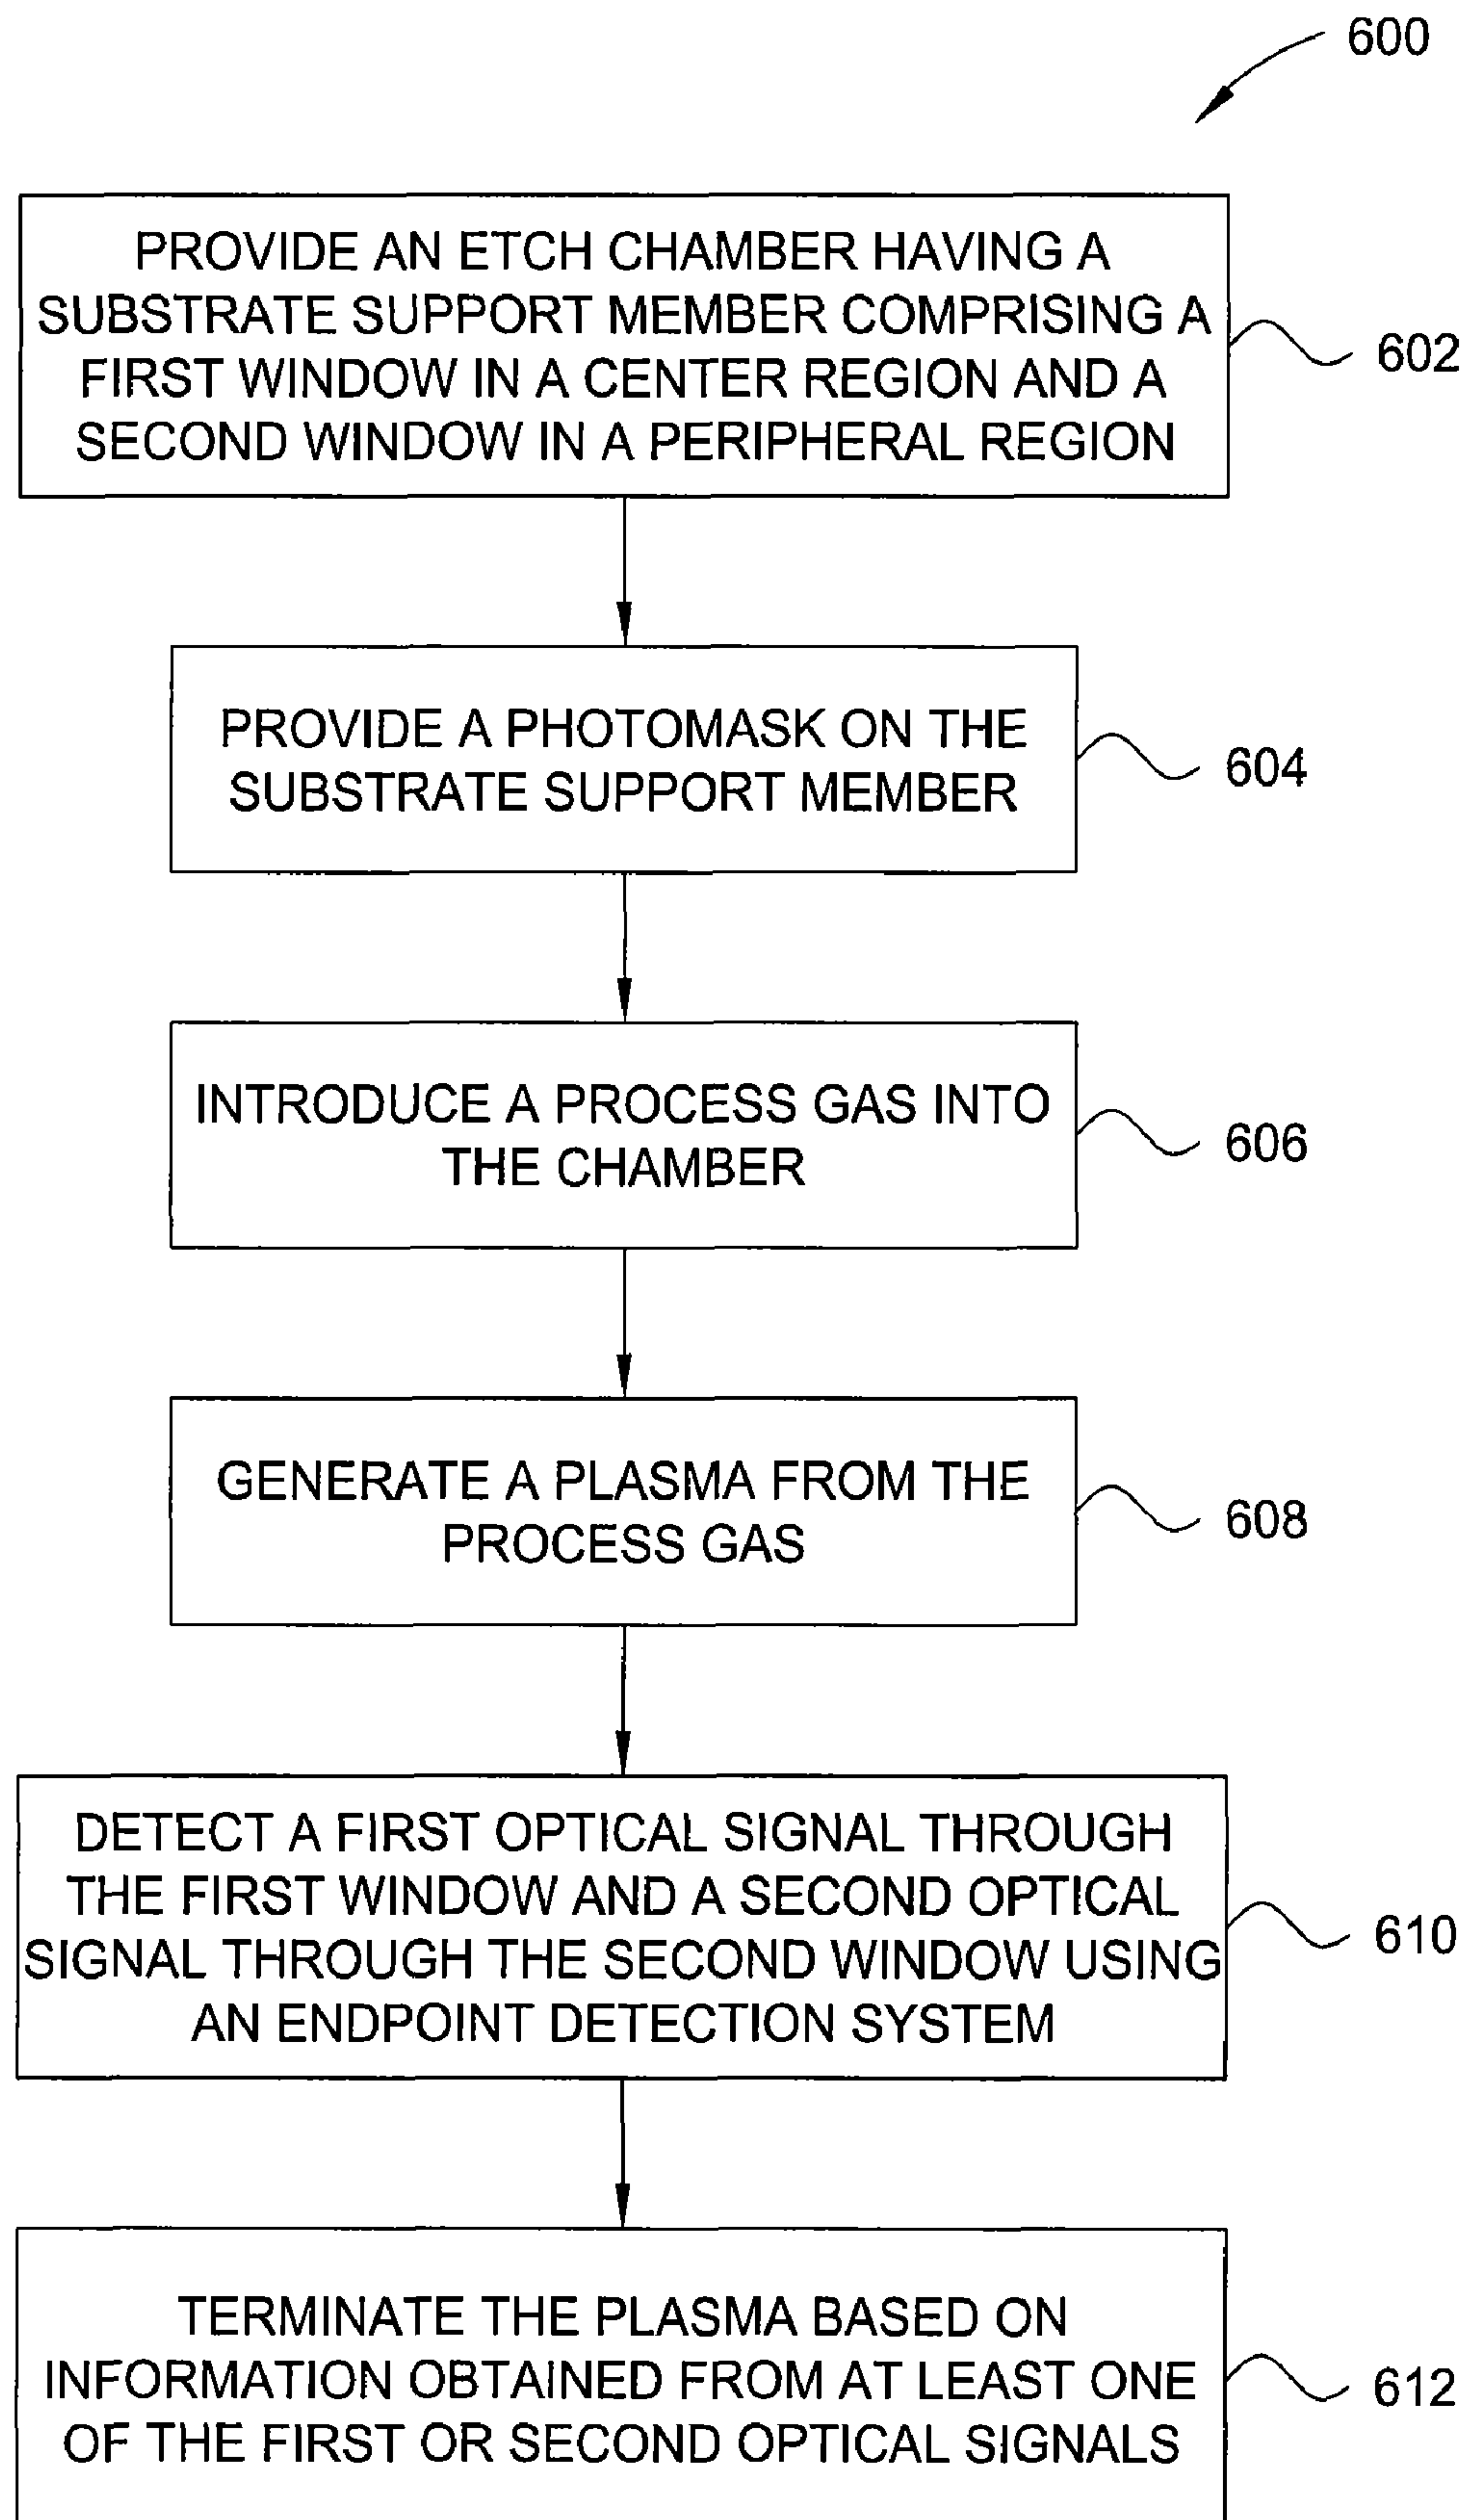 600
PROVIDE AN ETCH CHAMBER HAVING A
SUBSTRATE SUPPORT MEMBER COMPRISING A
FIRST WINDOW IN A CENTER REGION AND A
SECOND WINDOW IN A PERIPHERAL REGION
602
PROVIDE A PHOTOMASK ON THE
SUBSTRATE SUPPORT MEMBER
604
INTRODUCE A PROCESS GAS INTO
THE CHAMBER
606
GENERATE A PLASMA FROM THE
PROCESS GAS
608
DETECT A FIRST OPTICAL SIGNAL THROUGH
THE FIRST WINDOW AND A SECOND OPTICAL
SIGNAL THROUGH THE SECOND WINDOW USING
AN ENDPOINT DETECTION SYSTEM
610
TERMINATE THE PLASMA BASED ON
INFORMATION OBTAINED FROM AT LEAST ONE
OF THE FIRST OR SECOND OPTICAL SIGNALS
612